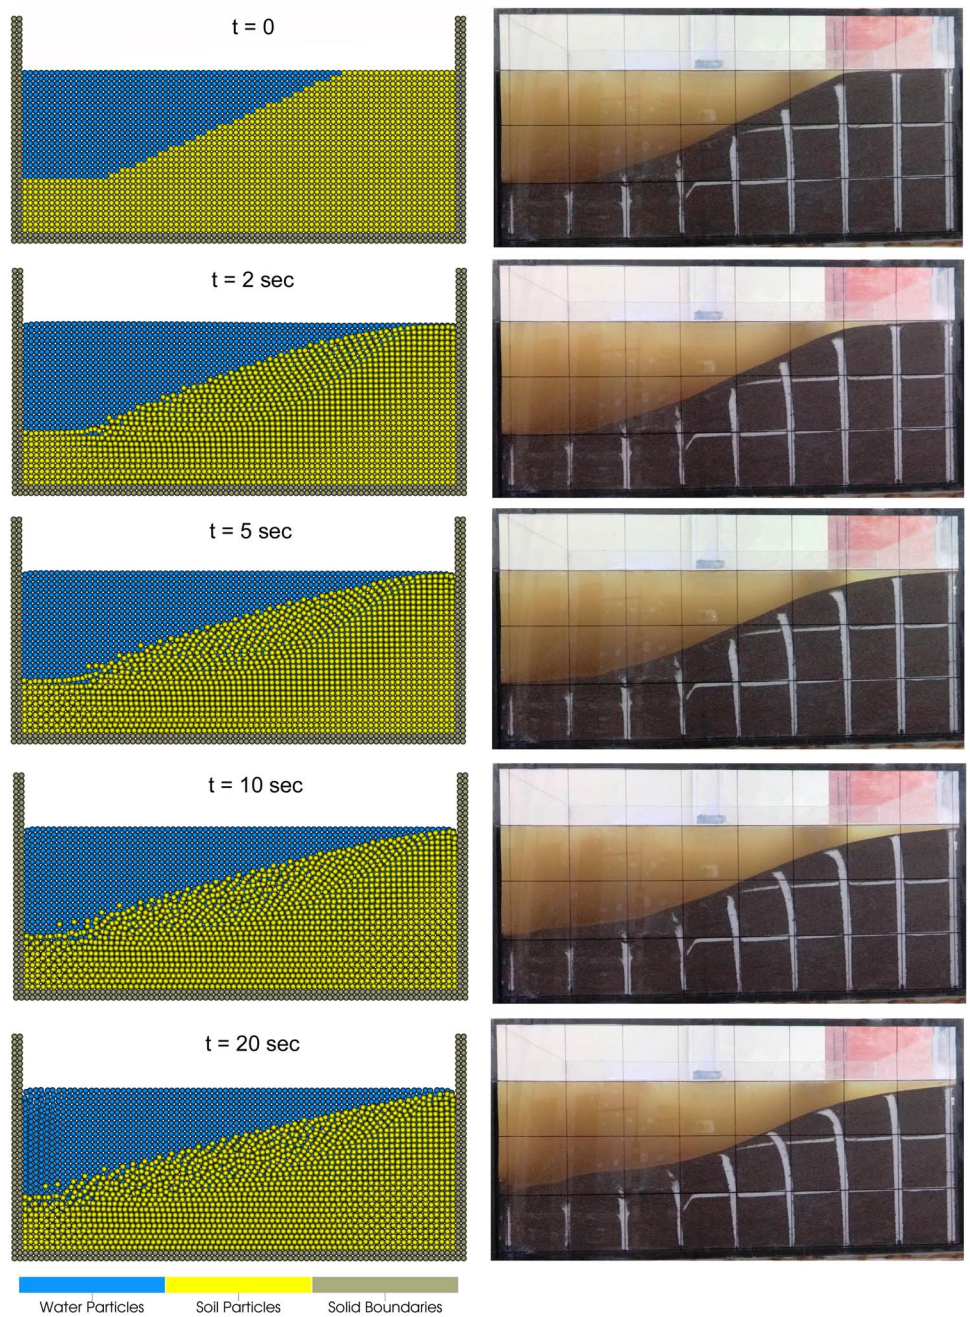 t = 0
t = 2 sec
t = 5 sec
t = 10 sec
t = 20 sec
Water Particles
Soil Particles
Solid Boundaries